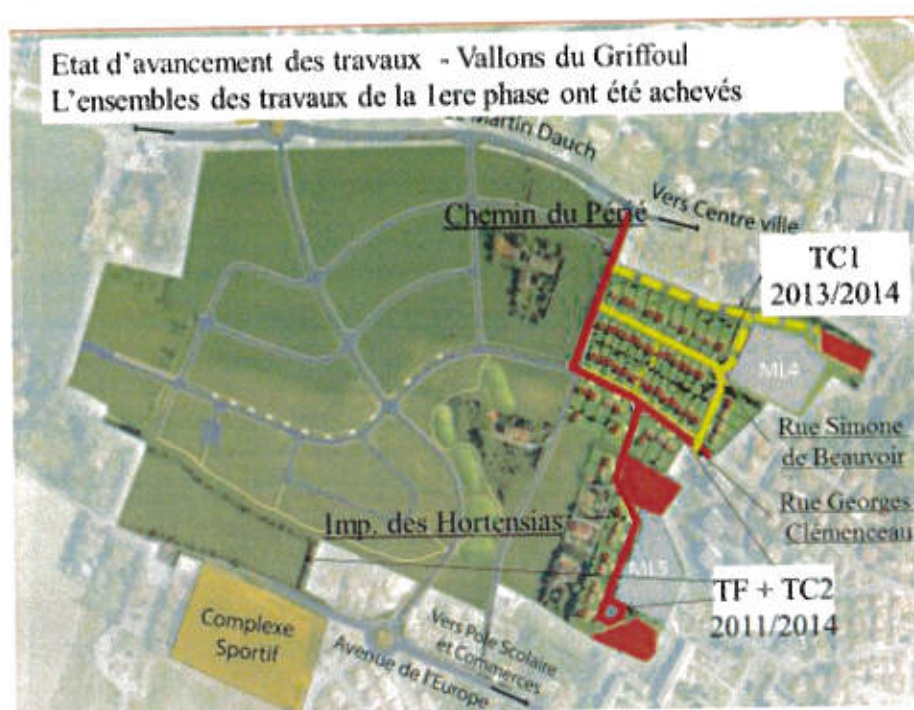 Etat d'avancement des travaux - Vallons du Griffoul
L'ensembles des travaux de la 1ere phase ont été achevés
Martin Dauch
Chemin du Périé
Vers Centre ville
TC1
2013/2014
ML4
Rue Simone
de Beauvoir
Rue Georges
Clémenceau
Imp. des Hortensias
ML5
TF + TC2
2011/2014
Complexe
Sportif
Vers Pole Scolaire
et Commerces
Avenue de l'Europe